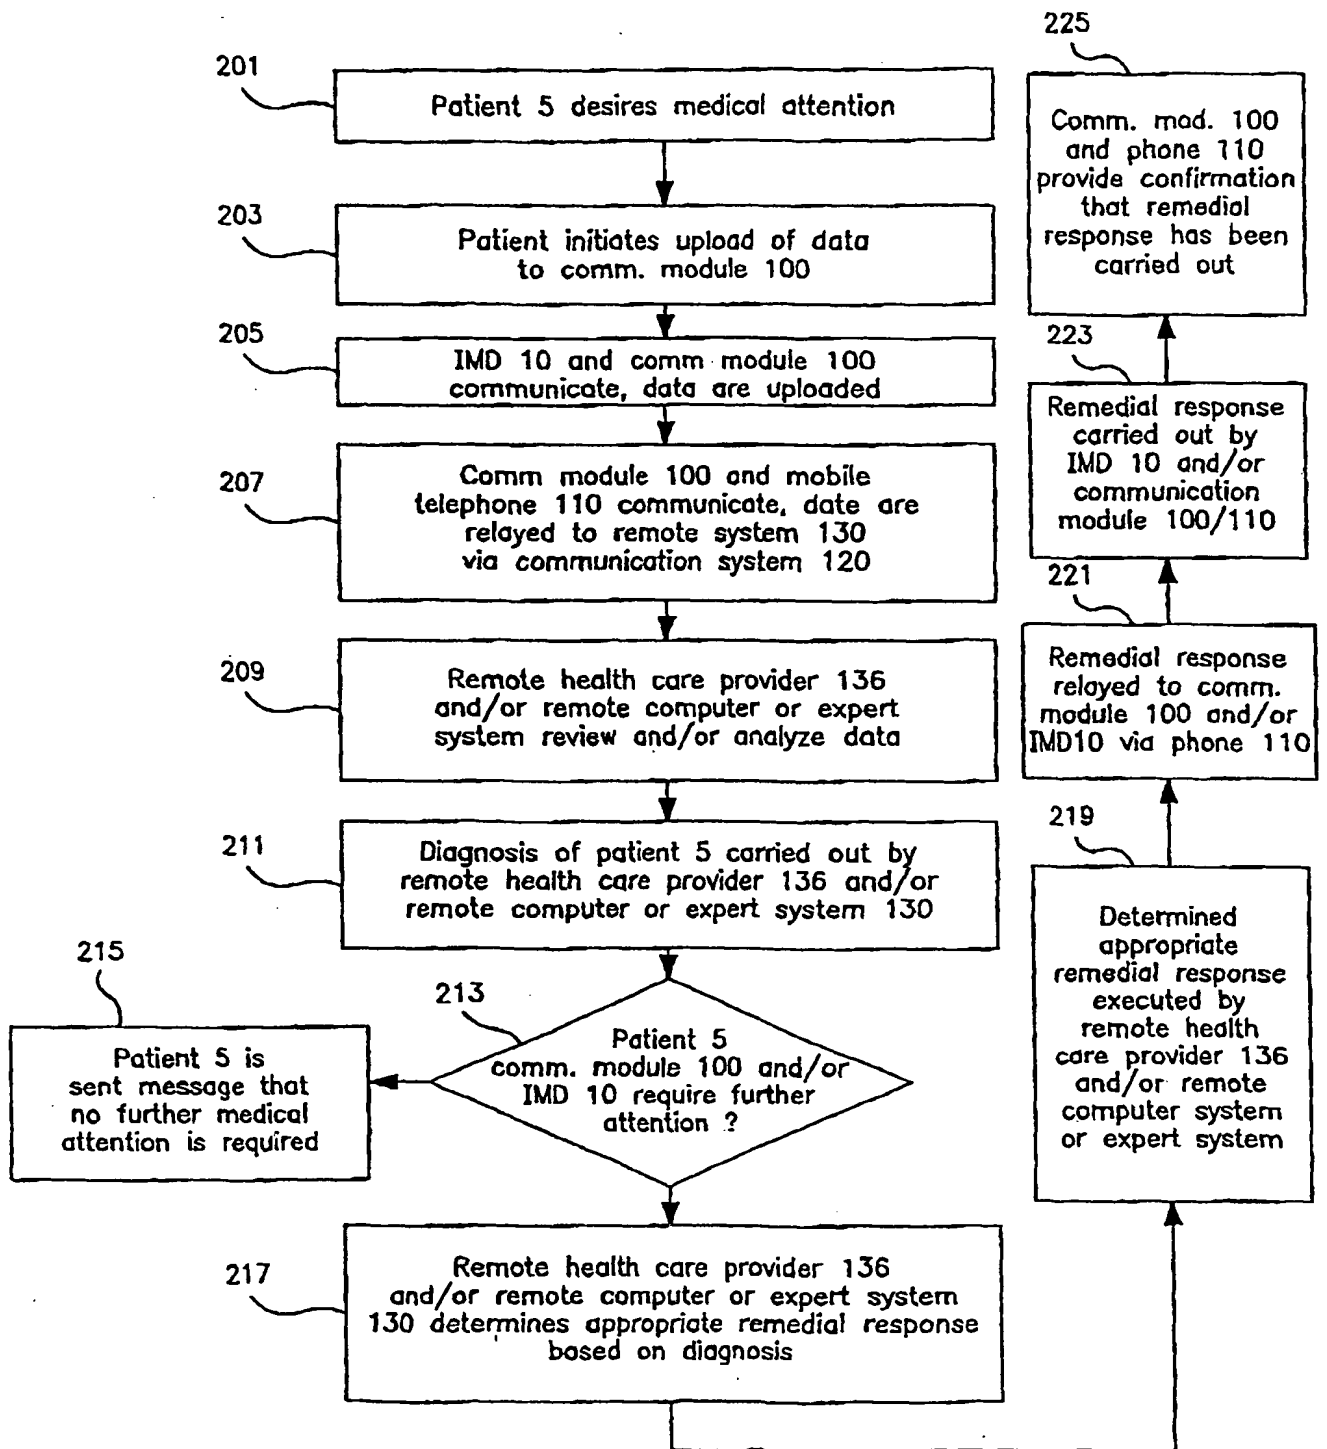 201
Patient 5 desires medical attention
203
Patient initiates upload of data
to comm. module 100
205
IMD 10 and comm module 100
communicate, data are uploaded
207
Comm module 100 and mobile
telephone 110 communicate, date are
relayed to remote system 130
via communication system 120
209
Remote health care provider 136
and/or remote computer or expert
system review and/or analyze data
211
Diagnosis of patient 5 carried out by
remote health care provider 136 and/or
remote computer or expert system 130
213
Patient 5
comm. module 100 and/or
IMD 10 require further
attention ?
215
Patient 5 is
sent message that
no further medical
attention is required
217
Remote health care provider 136
and/or remote computer or expert system
130 determines appropriate remedial response
based on diagnosis
219
Determined
appropriate
remedial response
executed by
remote health
care provider 136
and/or remote
computer system
or expert system
221
Remedial response
relayed to comm.
module 100 and/or
IMD10 via phone 110
223
Remedial response
carried out by
IMD 10 and/or
communication
module 100/110
225
Comm. mod. 100
and phone 110
provide confirmation
that remedial
response has been
carried out